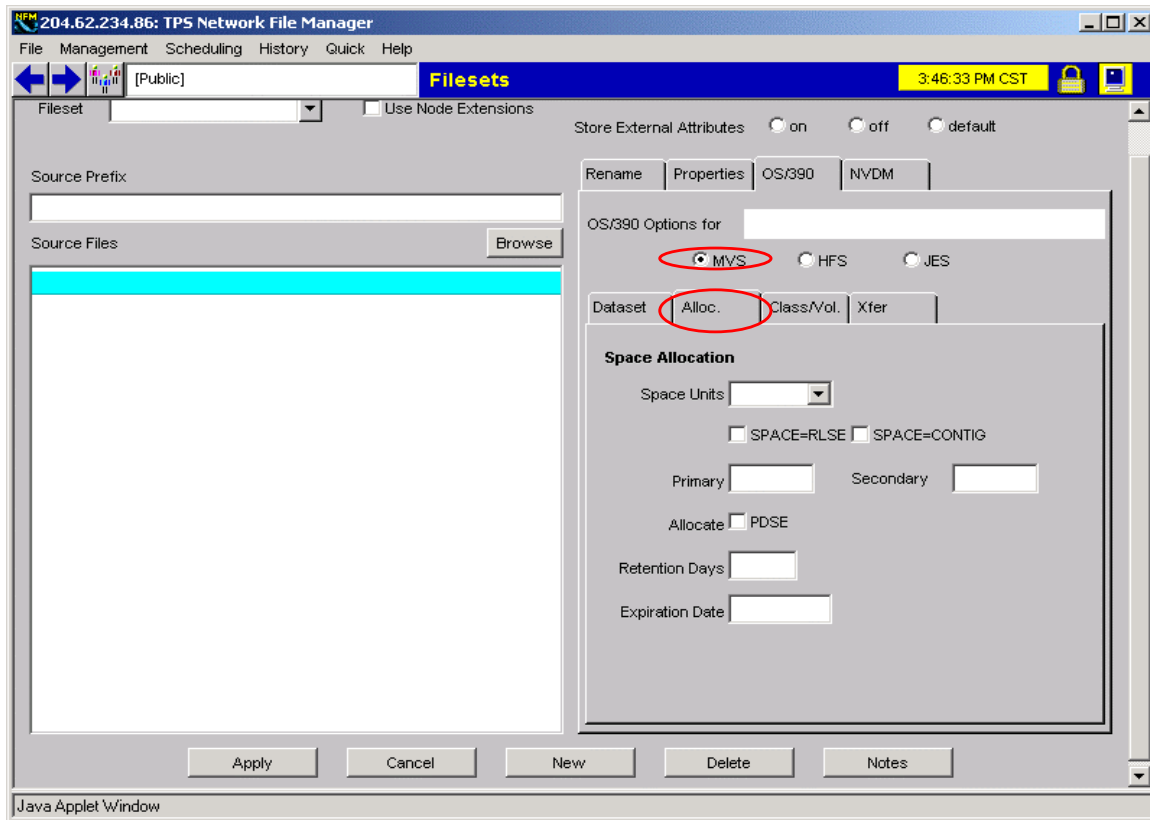 NFM 204.62.234.86: TPS Network File Manager
File Management Scheduling History Quick Help
[Public] Filesets 3:46:33 PM CST
Fileset Use Node Extensions
Store External Attributes on off default
Source Prefix
Source Files Browse
Rename Properties OS/390 NVDM
OS/390 Options for
MVS HFS JES
Dataset Alloc. Class/Vol. Xfer
Space Allocation
Space Units
SPACE=RLSE SPACE=CONTIG
Primary Secondary
Allocate PDSE
Retention Days
Expiration Date
Apply Cancel New Delete Notes
Java Applet Window